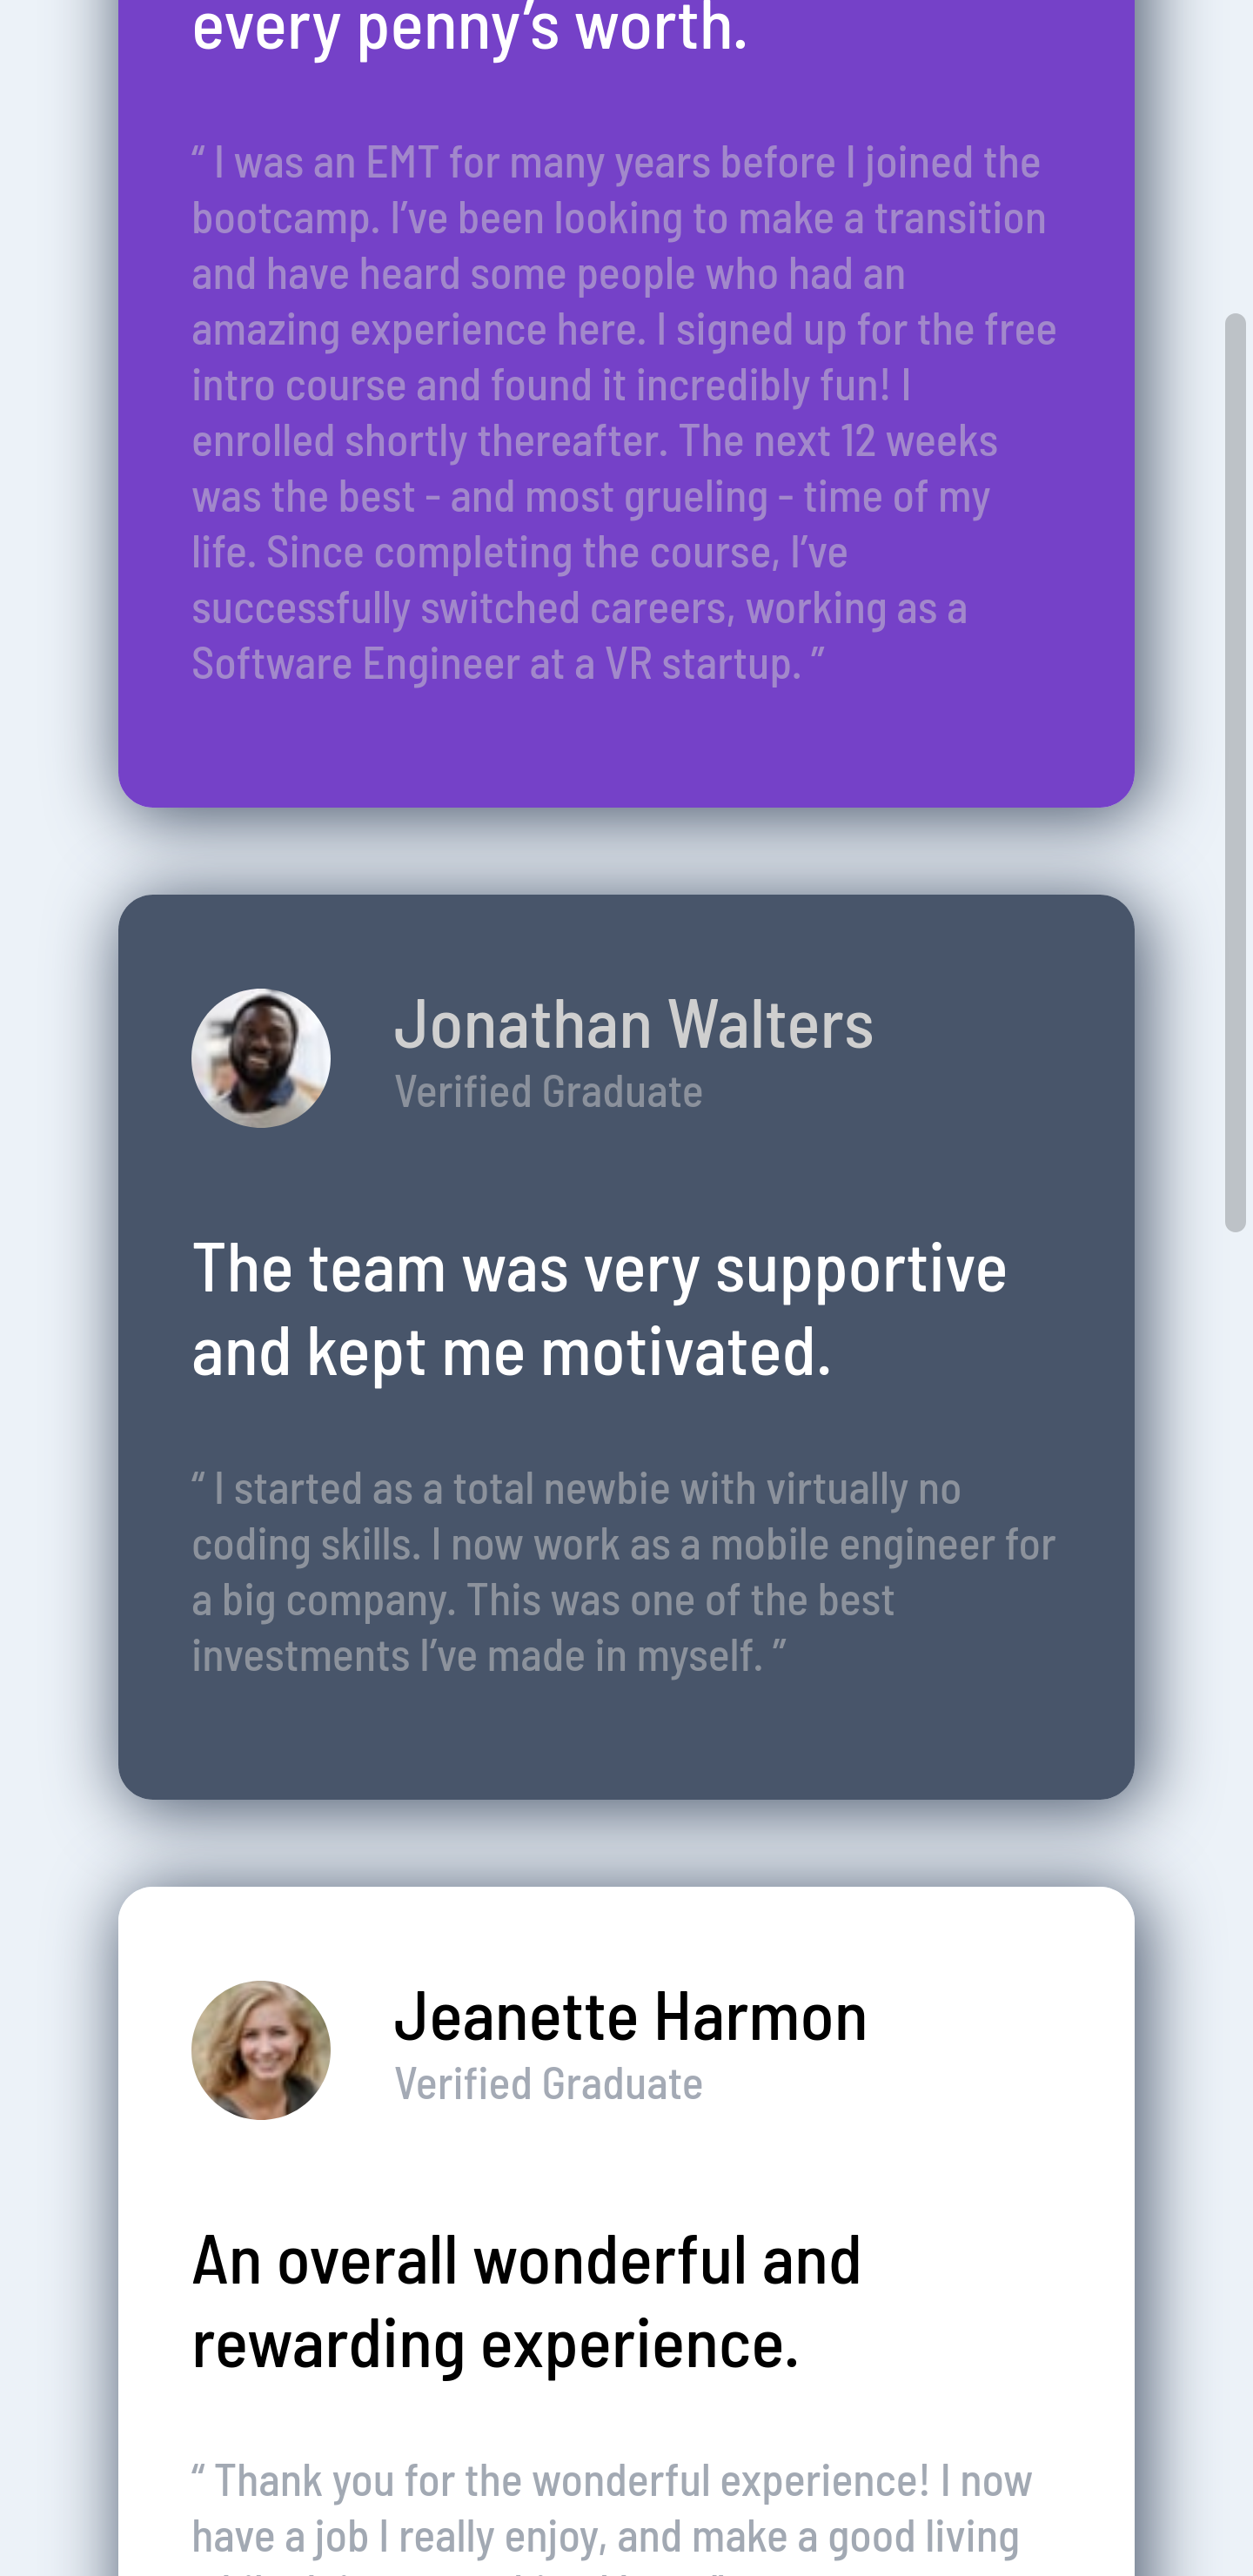 every penny’s worth.
“ I was an EMT for many years before I joined the
bootcamp. I’ve been looking to make a transition
and have heard some people who had an
amazing experience here. I signed up for the free
intro course and found it incredibly fun! I
enrolled shortly thereafter. The next 12 weeks
was the best - and most grueling - time of my
life. Since completing the course, I’ve
successfully switched careers, working as a
Software Engineer at a VR startup. ”
Jonathan Walters
Verified Graduate
The team was very supportive
and kept me motivated.
“ I started as a total newbie with virtually no
coding skills. I now work as a mobile engineer for
a big company. This was one of the best
investments I’ve made in myself. ”
Jeanette Harmon
Verified Graduate
An overall wonderful and
rewarding experience.
“ Thank you for the wonderful experience! I now
have a job I really enjoy, and make a good living